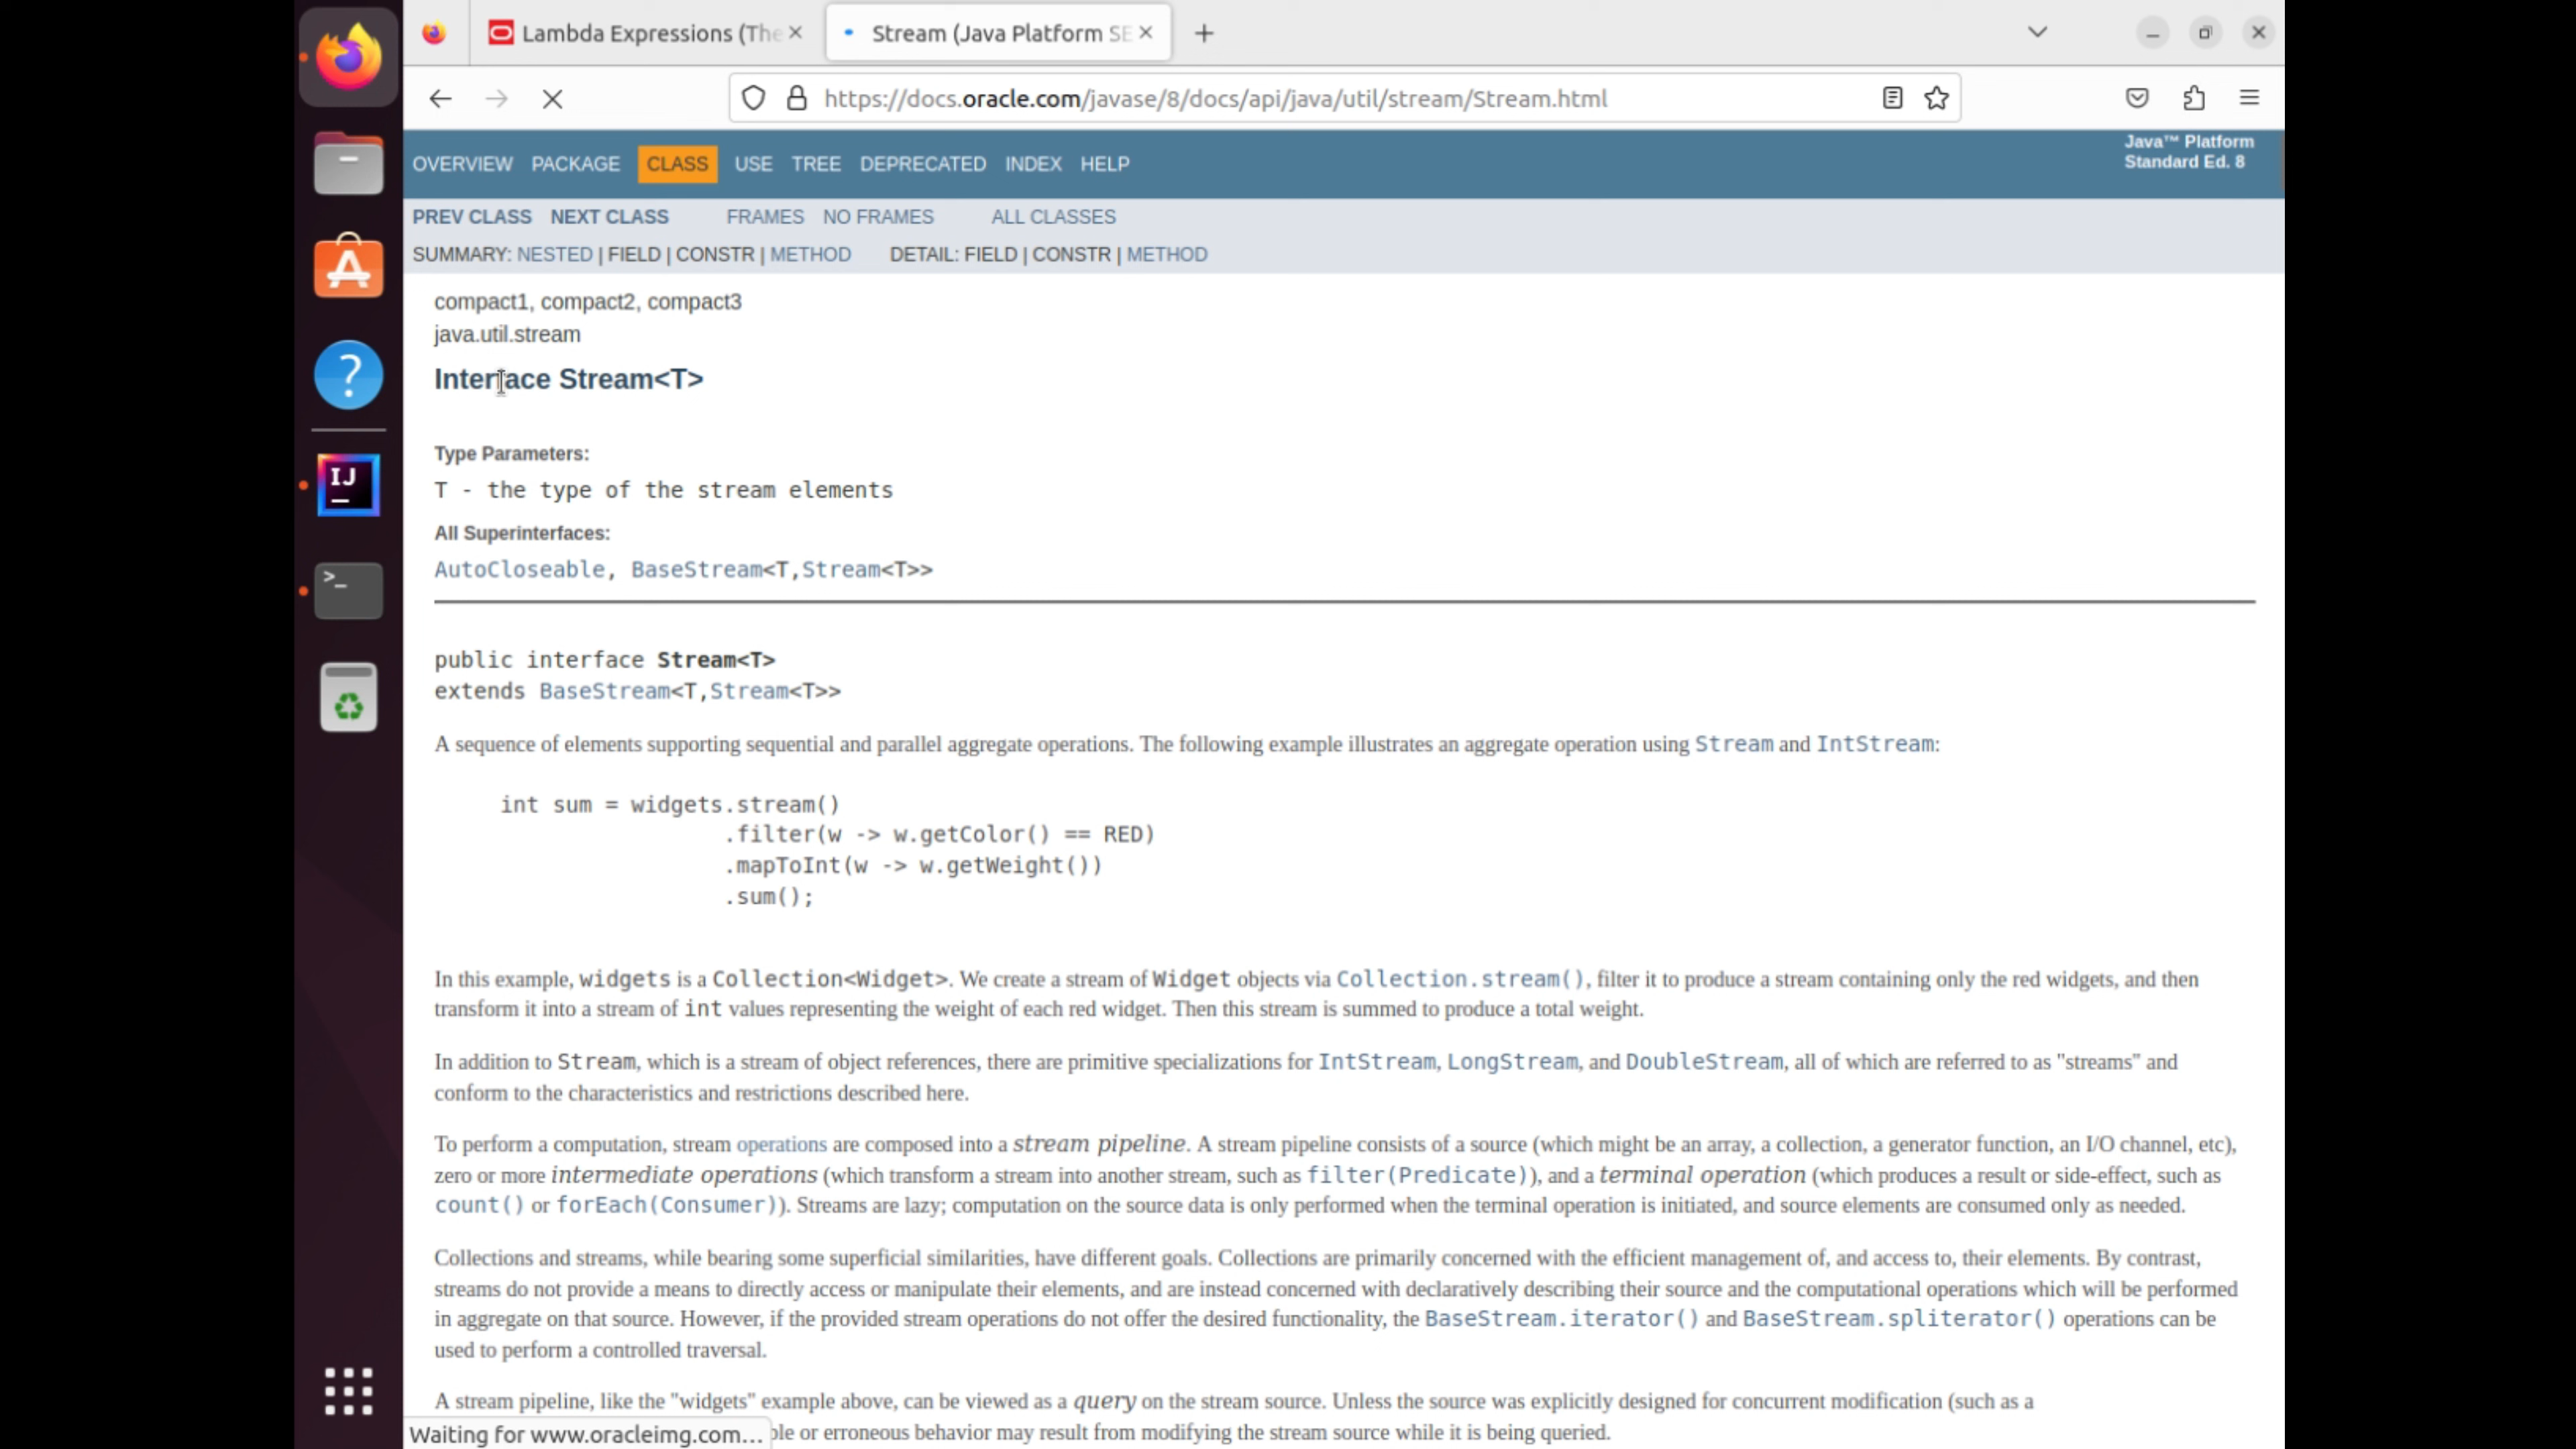 Lambda Expressions (The
Stream (Java Platform SE
https://docs.oracle.com/javase/8/docs/api/java/util/stream/Stream.html
OVERVIEW PACKAGE CLASS USE TREE DEPRECATED INDEX HELP
Java™ Platform
Standard Ed. 8
PREV CLASS NEXT CLASS FRAMES NO FRAMES ALL CLASSES
SUMMARY: NESTED | FIELD | CONSTR | METHOD DETAIL: FIELD | CONSTR | METHOD
compact1, compact2, compact3
java.util.stream
Interface Stream<T>
IJ
Type Parameters:
T - the type of the stream elements
All Superinterfaces:
AutoCloseable, BaseStream<T,Stream<T>>
>_
public interface Stream<T>
extends BaseStream<T,Stream<T>>
A sequence of elements supporting sequential and parallel aggregate operations. The following example illustrates an aggregate operation using Stream and IntStream:
int sum = widgets.stream()
.filter(w -> w.getColor() == RED)
.mapToInt(w -> w.getWeight())
.sum();
In this example, widgets is a Collection<Widget>. We create a stream of Widget objects via Collection.stream(), filter it to produce a stream containing only the red widgets, and then
transform it into a stream of int values representing the weight of each red widget. Then this stream is summed to produce a total weight.
In addition to Stream, which is a stream of object references, there are primitive specializations for IntStream, LongStream, and DoubleStream, all of which are referred to as "streams" and
conform to the characteristics and restrictions described here.
To perform a computation, stream operations are composed into a stream pipeline. A stream pipeline consists of a source (which might be an array, a collection, a generator function, an I/O channel, etc),
zero or more intermediate operations (which transform a stream into another stream, such as filter(Predicate)), and a terminal operation (which produces a result or side-effect, such as
count() or forEach(Consumer)). Streams are lazy; computation on the source data is only performed when the terminal operation is initiated, and source elements are consumed only as needed.
Collections and streams, while bearing some superficial similarities, have different goals. Collections are primarily concerned with the efficient management of, and access to, their elements. By contrast,
streams do not provide a means to directly access or manipulate their elements, and are instead concerned with declaratively describing their source and the computational operations which will be performed
in aggregate on that source. However, if the provided stream operations do not offer the desired functionality, the BaseStream.iterator() and BaseStream.spliterator() operations can be
used to perform a controlled traversal.
A stream pipeline, like the "widgets" example above, can be viewed as a query on the stream source. Unless the source was explicitly designed for concurrent modification (such as a
Waiting for www.oracleimg.com… ble or erroneous behavior may result from modifying the stream source while it is being queried.